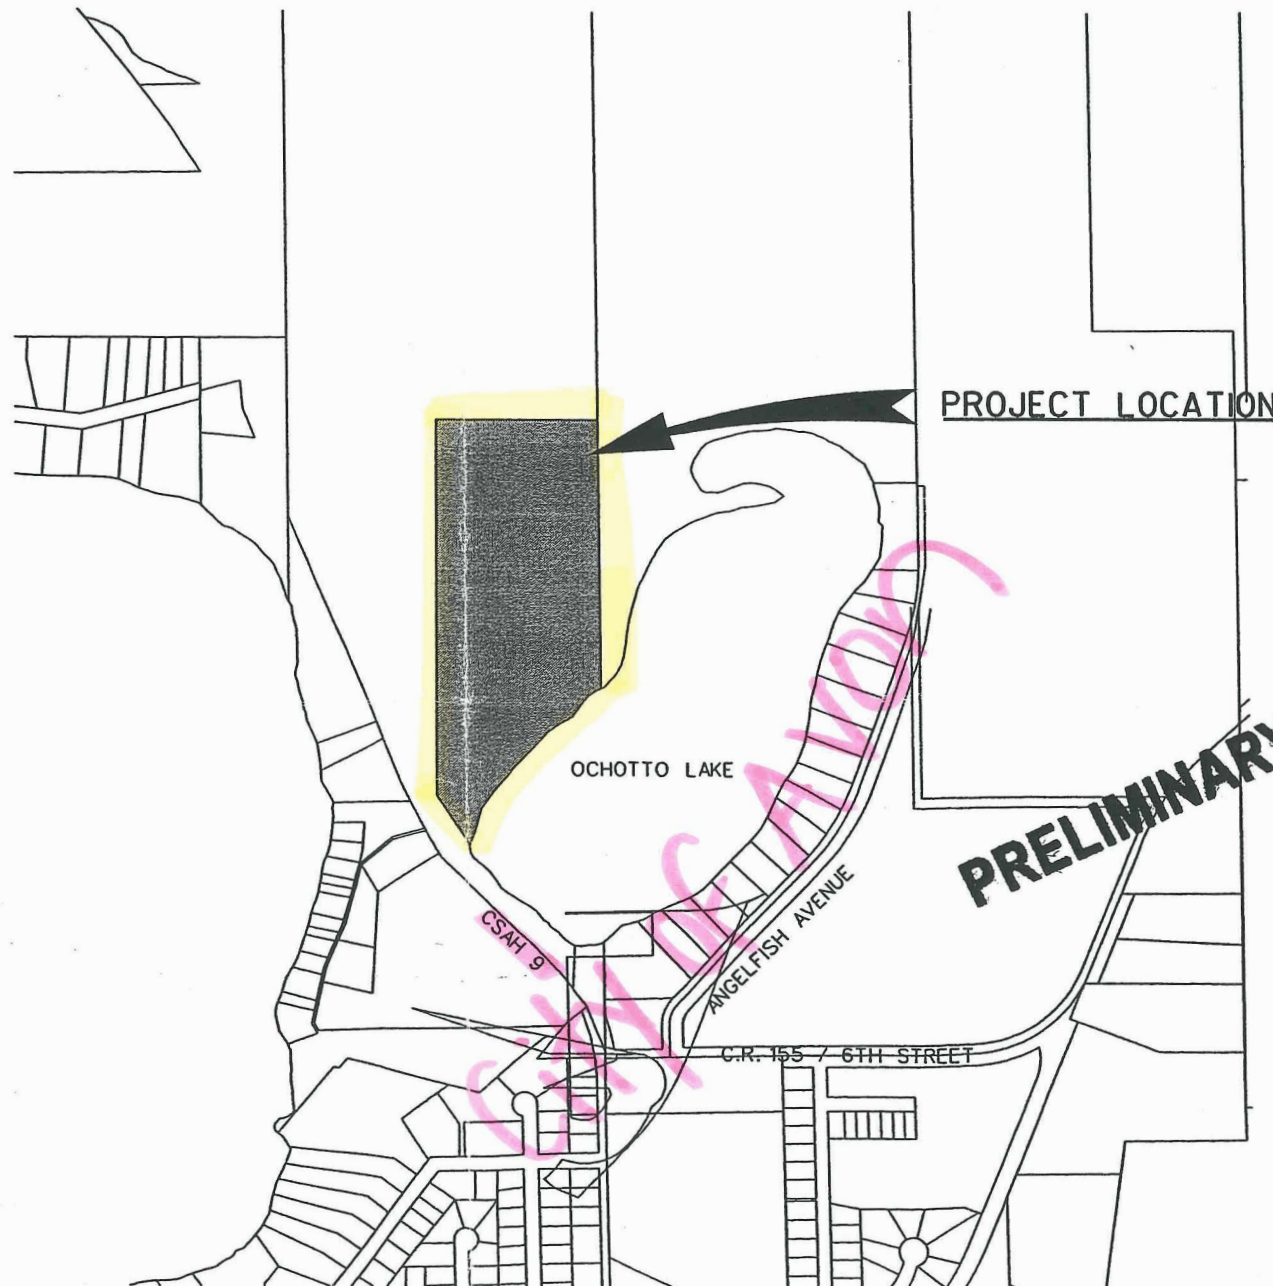 PROJECT LOCATION
OCHOTTO LAKE
PRELIMINARY
CSAH 9
ANGELFISH AVENUE
City of Avon
C.R. 155 / 6TH STREET